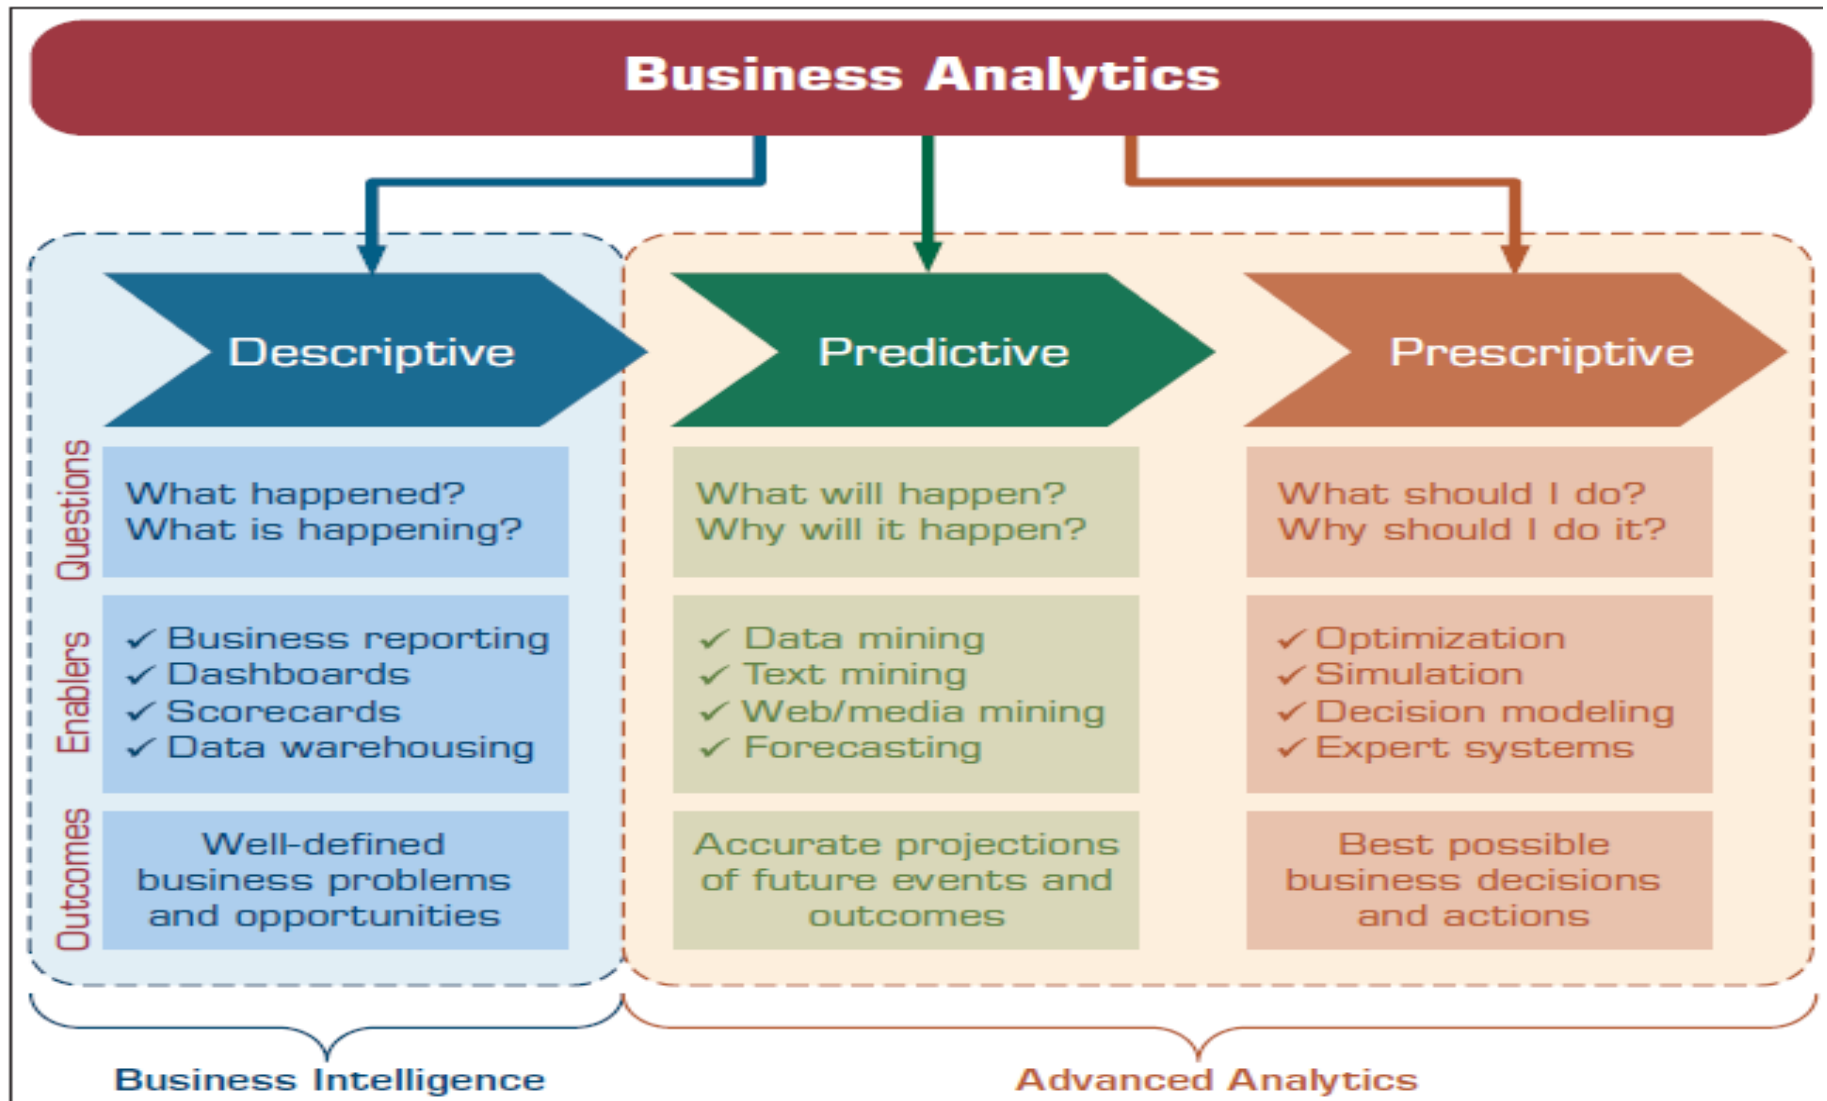 Business Analytics
Descriptive
Predictive
Prescriptive
Questions
What happened?
What is happening?
What will happen?
Why will it happen?
What should I do?
Why should I do it?
Enablers
✓ Business reporting
✓ Dashboards
✓ Scorecards
✓ Data warehousing
✓ Data mining
✓ Text mining
✓ Web/media mining
✓ Forecasting
✓ Optimization
✓ Simulation
✓ Decision modeling
✓ Expert systems
Outcomes
Well-defined
business problems
and opportunities
Accurate projections
of future events and
outcomes
Best possible
business decisions
and actions
Business Intelligence
Advanced Analytics